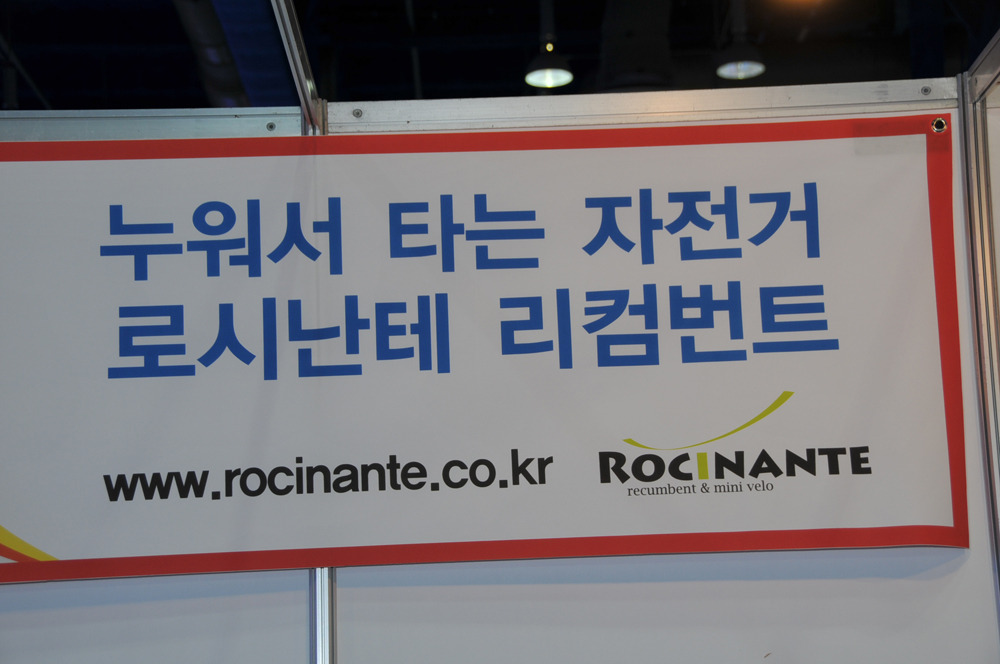 누워서 타는 자전거
로시난테 리컴번트
www.rocinante.co.kr
ROCINANTE
recumbent & mini velo